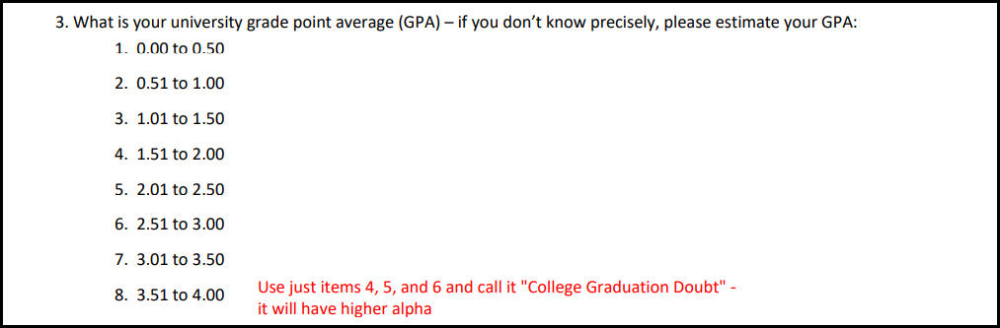 3. What is your university grade point average (GPA) – if you don’t know precisely, please estimate your GPA:
1. 0.00 to 0.50
2. 0.51 to 1.00
3. 1.01 to 1.50
4. 1.51 to 2.00
5. 2.01 to 2.50
6. 2.51 to 3.00
7. 3.01 to 3.50
8. 3.51 to 4.00
Use just items 4, 5, and 6 and call it "College Graduation Doubt" -
it will have higher alpha